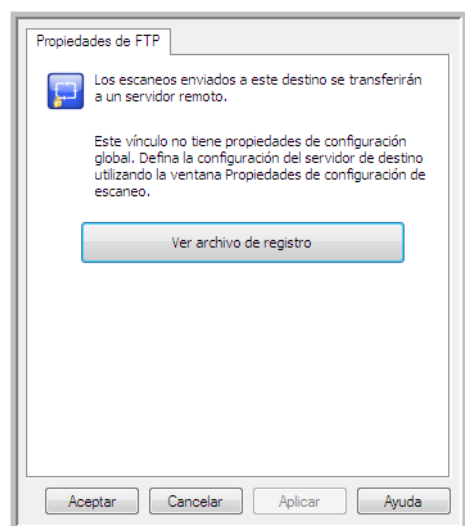 Propiedades de FTP
Los escaneos enviados a este destino se transferirán
a un servidor remoto.
Este vínculo no tiene propiedades de configuración
global. Defina la configuración del servidor de destino
utilizando la ventana Propiedades de configuración de
escaneo.
Ver archivo de registro
Aceptar Cancelar Aplicar Ayuda